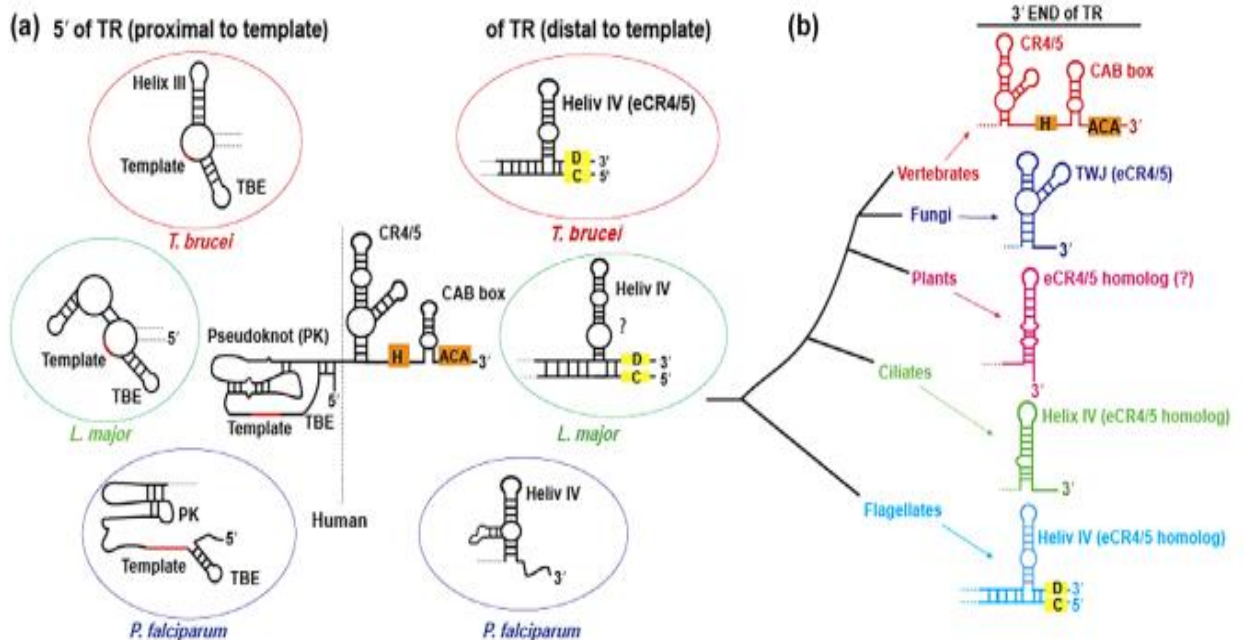 (a) 5′ of TR (proximal to template)
of TR (distal to template)
Helix III
Template
TBE
T. brucei
Heliv IV (eCR4/5)
D 3′
C 5′
T. brucei
5′
Template
TBE
L. major
Pseudoknot (PK)
CR4/5
CAB box
H
ACA
3′
5′
Template
TBE
Human
Heliv IV
?
D 3′
C 5′
L. major
PK
5′
Template
TBE
P. falciparum
Heliv IV
3′
P. falciparum
(b)
3′ END of TR
CR4/5
CAB box
H
ACA 3′
Vertebrates
TWJ (eCR4/5)
Fungi
3′
Plants
eCR4/5 homolog (?)
3′
Ciliates
Helix IV (eCR4/5 homolog)
3′
Flagellates
Heliv IV (eCR4/5 homolog)
D 3′
C 5′